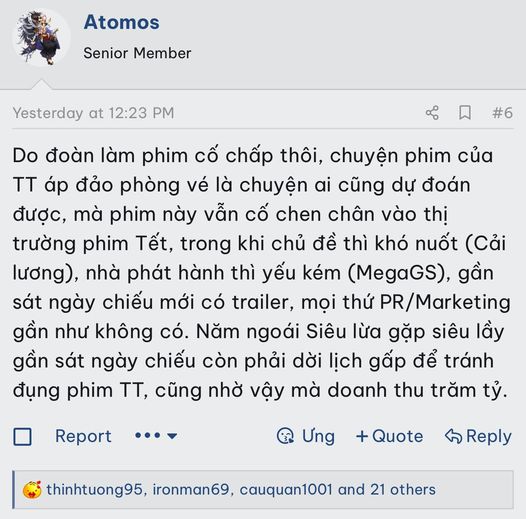 Atomos
Senior Member
Yesterday at 12:23 PM
#6
Do đoàn làm phim cố chấp thôi, chuyện phim của
TT áp đảo phòng vé là chuyện ai cũng dự đoán
được, mà phim này vẫn cố chen chân vào thị
trường phim Tết, trong khi chủ đề thì khó nuốt (Cải
lương), nhà phát hành thì yếu kém (MegaGS), gần
sát ngày chiếu mới có trailer, mọi thứ PR/Marketing
gần như không có. Năm ngoái Siêu lừa gặp siêu lầy
gần sát ngày chiếu còn phải dời lịch gấp để tránh
đụng phim TT, cũng nhờ vậy mà doanh thu trăm tỷ.
Report ••• Ưng +Quote Reply
thinhtuong95, ironman69, cauquan1001 and 21 others